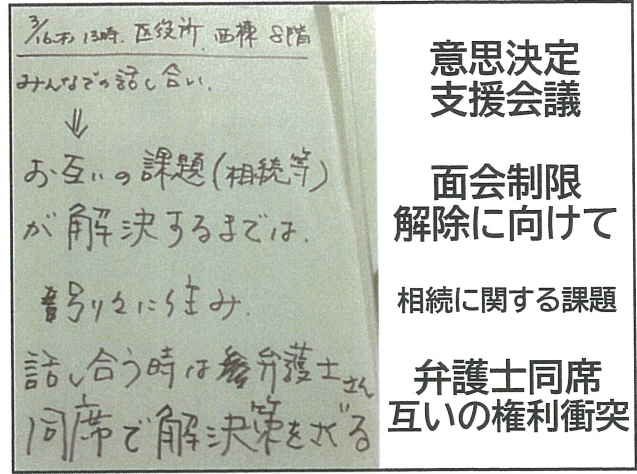 3/16.木 13時. 区役所. 西棟 8階
みんなでの話し合い.
⇓
お互いの課題(相続等)
が解決するまでは.
別々に住み.
話し合う時は 弁護士さん
同席で解決策をさぐる
意思決定
支援会議
面会制限
解除に向けて
相続に関する課題
弁護士同席
互いの権利衝突